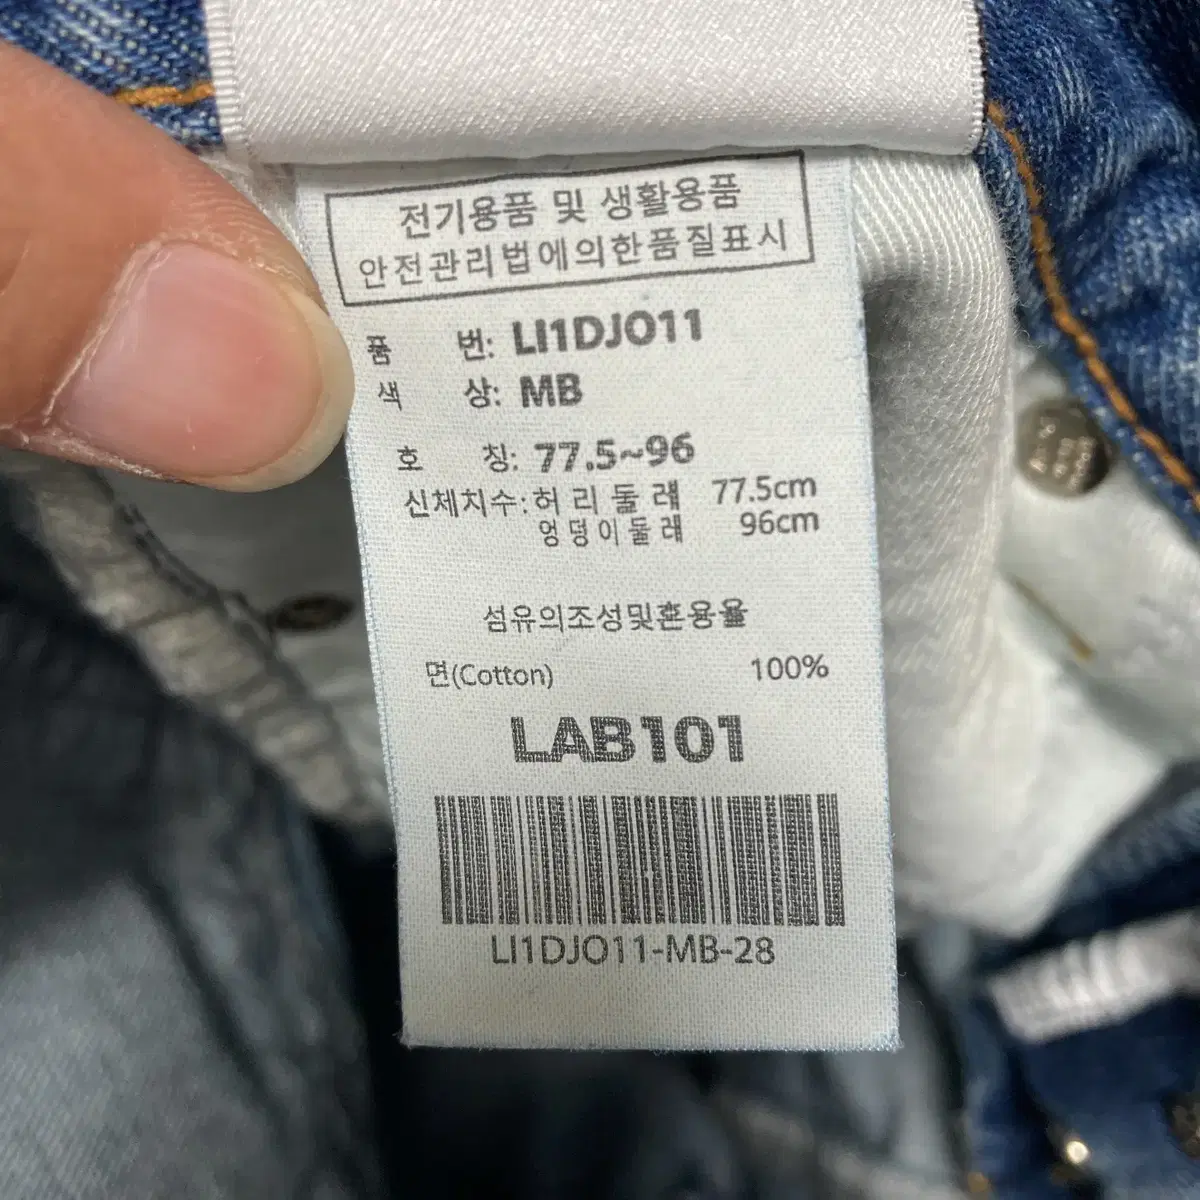 전기용품 및 생활용품
안전관리법에의한품질표시
품 번: LI1DJO11
색 상: MB
호 칭: 77.5~96
신체치수: 허리둘레 77.5cm
엉덩이둘레 96cm
섬유의조성및혼용율
면(Cotton) 100%
LAB101
LI1DJO11-MB-28